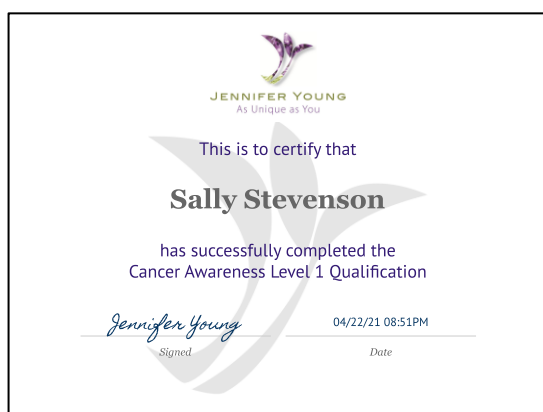 JENNIFER YOUNG
As Unique as You
This is to certify that
Sally Stevenson
has successfully completed the
Cancer Awareness Level 1 Qualification
Jennifer Young
04/22/21 08:51PM
Signed
Date